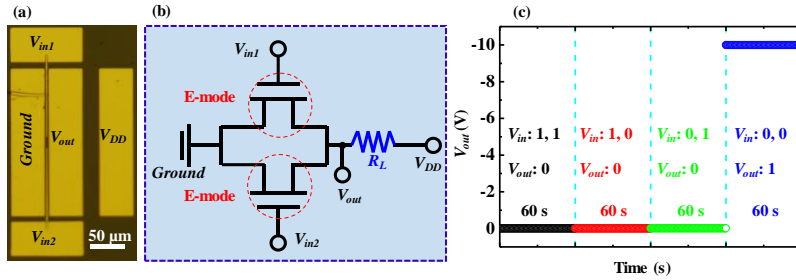 (a)
V_in1
Ground
V_out
V_DD
V_in2
50 μm
(b)
V_in1
E-mode
Ground
R_L
V_DD
V_out
E-mode
V_in2
(c)
V_out (V)
-10
-8
-6
-4
-2
0
V_in: 1, 1
V_in: 1, 0
V_in: 0, 1
V_in: 0, 0
V_out: 0
V_out: 0
V_out: 0
V_out: 1
60 s
60 s
60 s
60 s
Time (s)